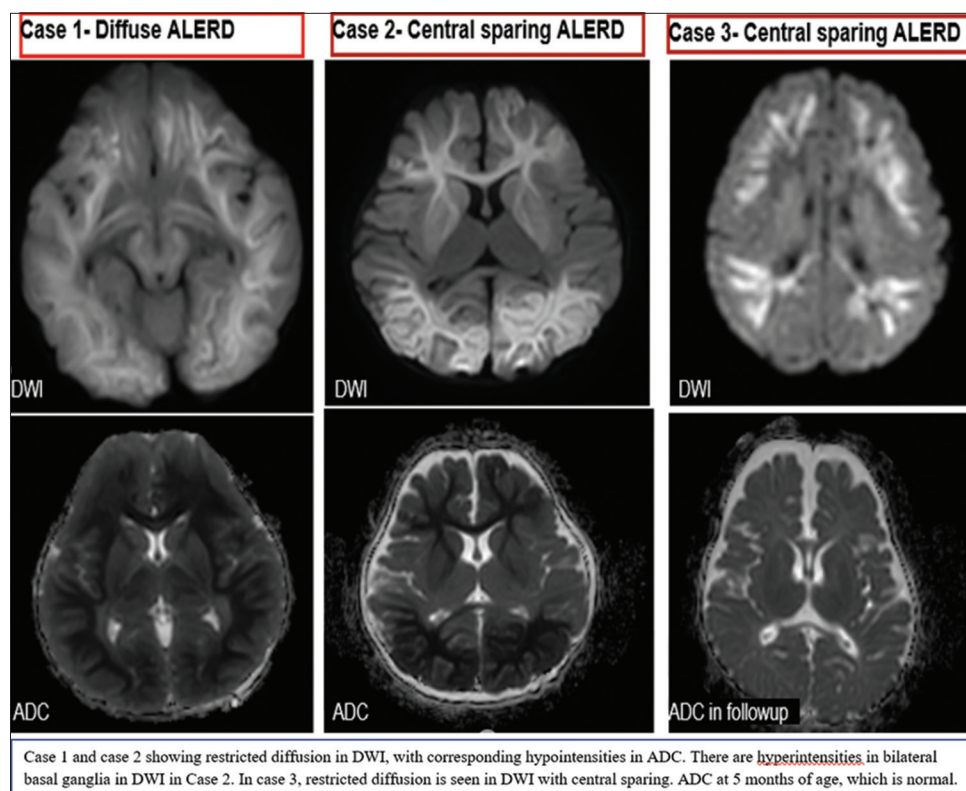 Case 1- Diffuse ALERD
Case 2- Central sparing ALERD
Case 3- Central sparing ALERD
DWI
DWI
DWI
ADC
ADC
ADC in followup
Case 1 and case 2 showing restricted diffusion in DWI, with corresponding hypointensities in ADC. There are hyperintensities in bilateral
basal ganglia in DWI in Case 2. In case 3, restricted diffusion is seen in DWI with central sparing. ADC at 5 months of age, which is normal.